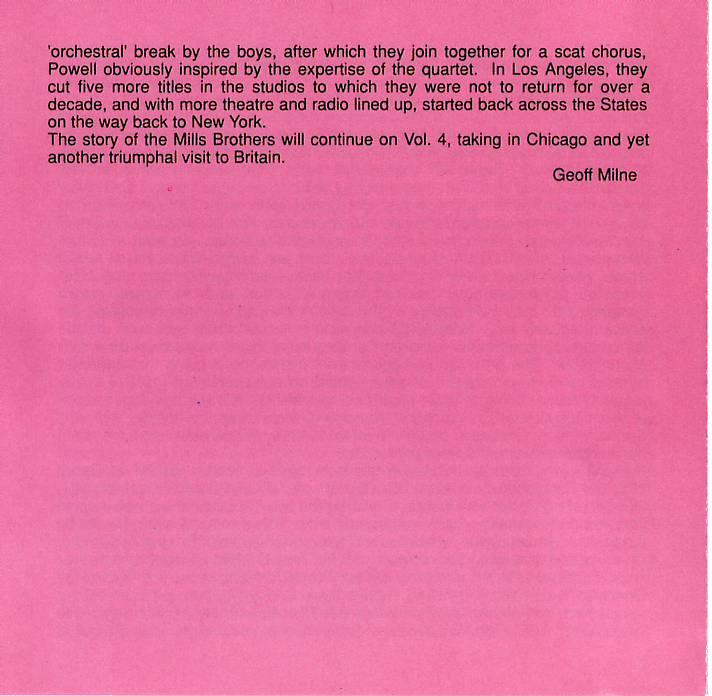 'orchestral' break by the boys, after which they join together for a scat chorus,
Powell obviously inspired by the expertise of the quartet. In Los Angeles, they
cut five more titles in the studios to which they were not to return for over a
decade, and with more theatre and radio lined up, started back across the States
on the way back to New York.
The story of the Mills Brothers will continue on Vol. 4, taking in Chicago and yet
another triumphal visit to Britain.
Geoff Milne